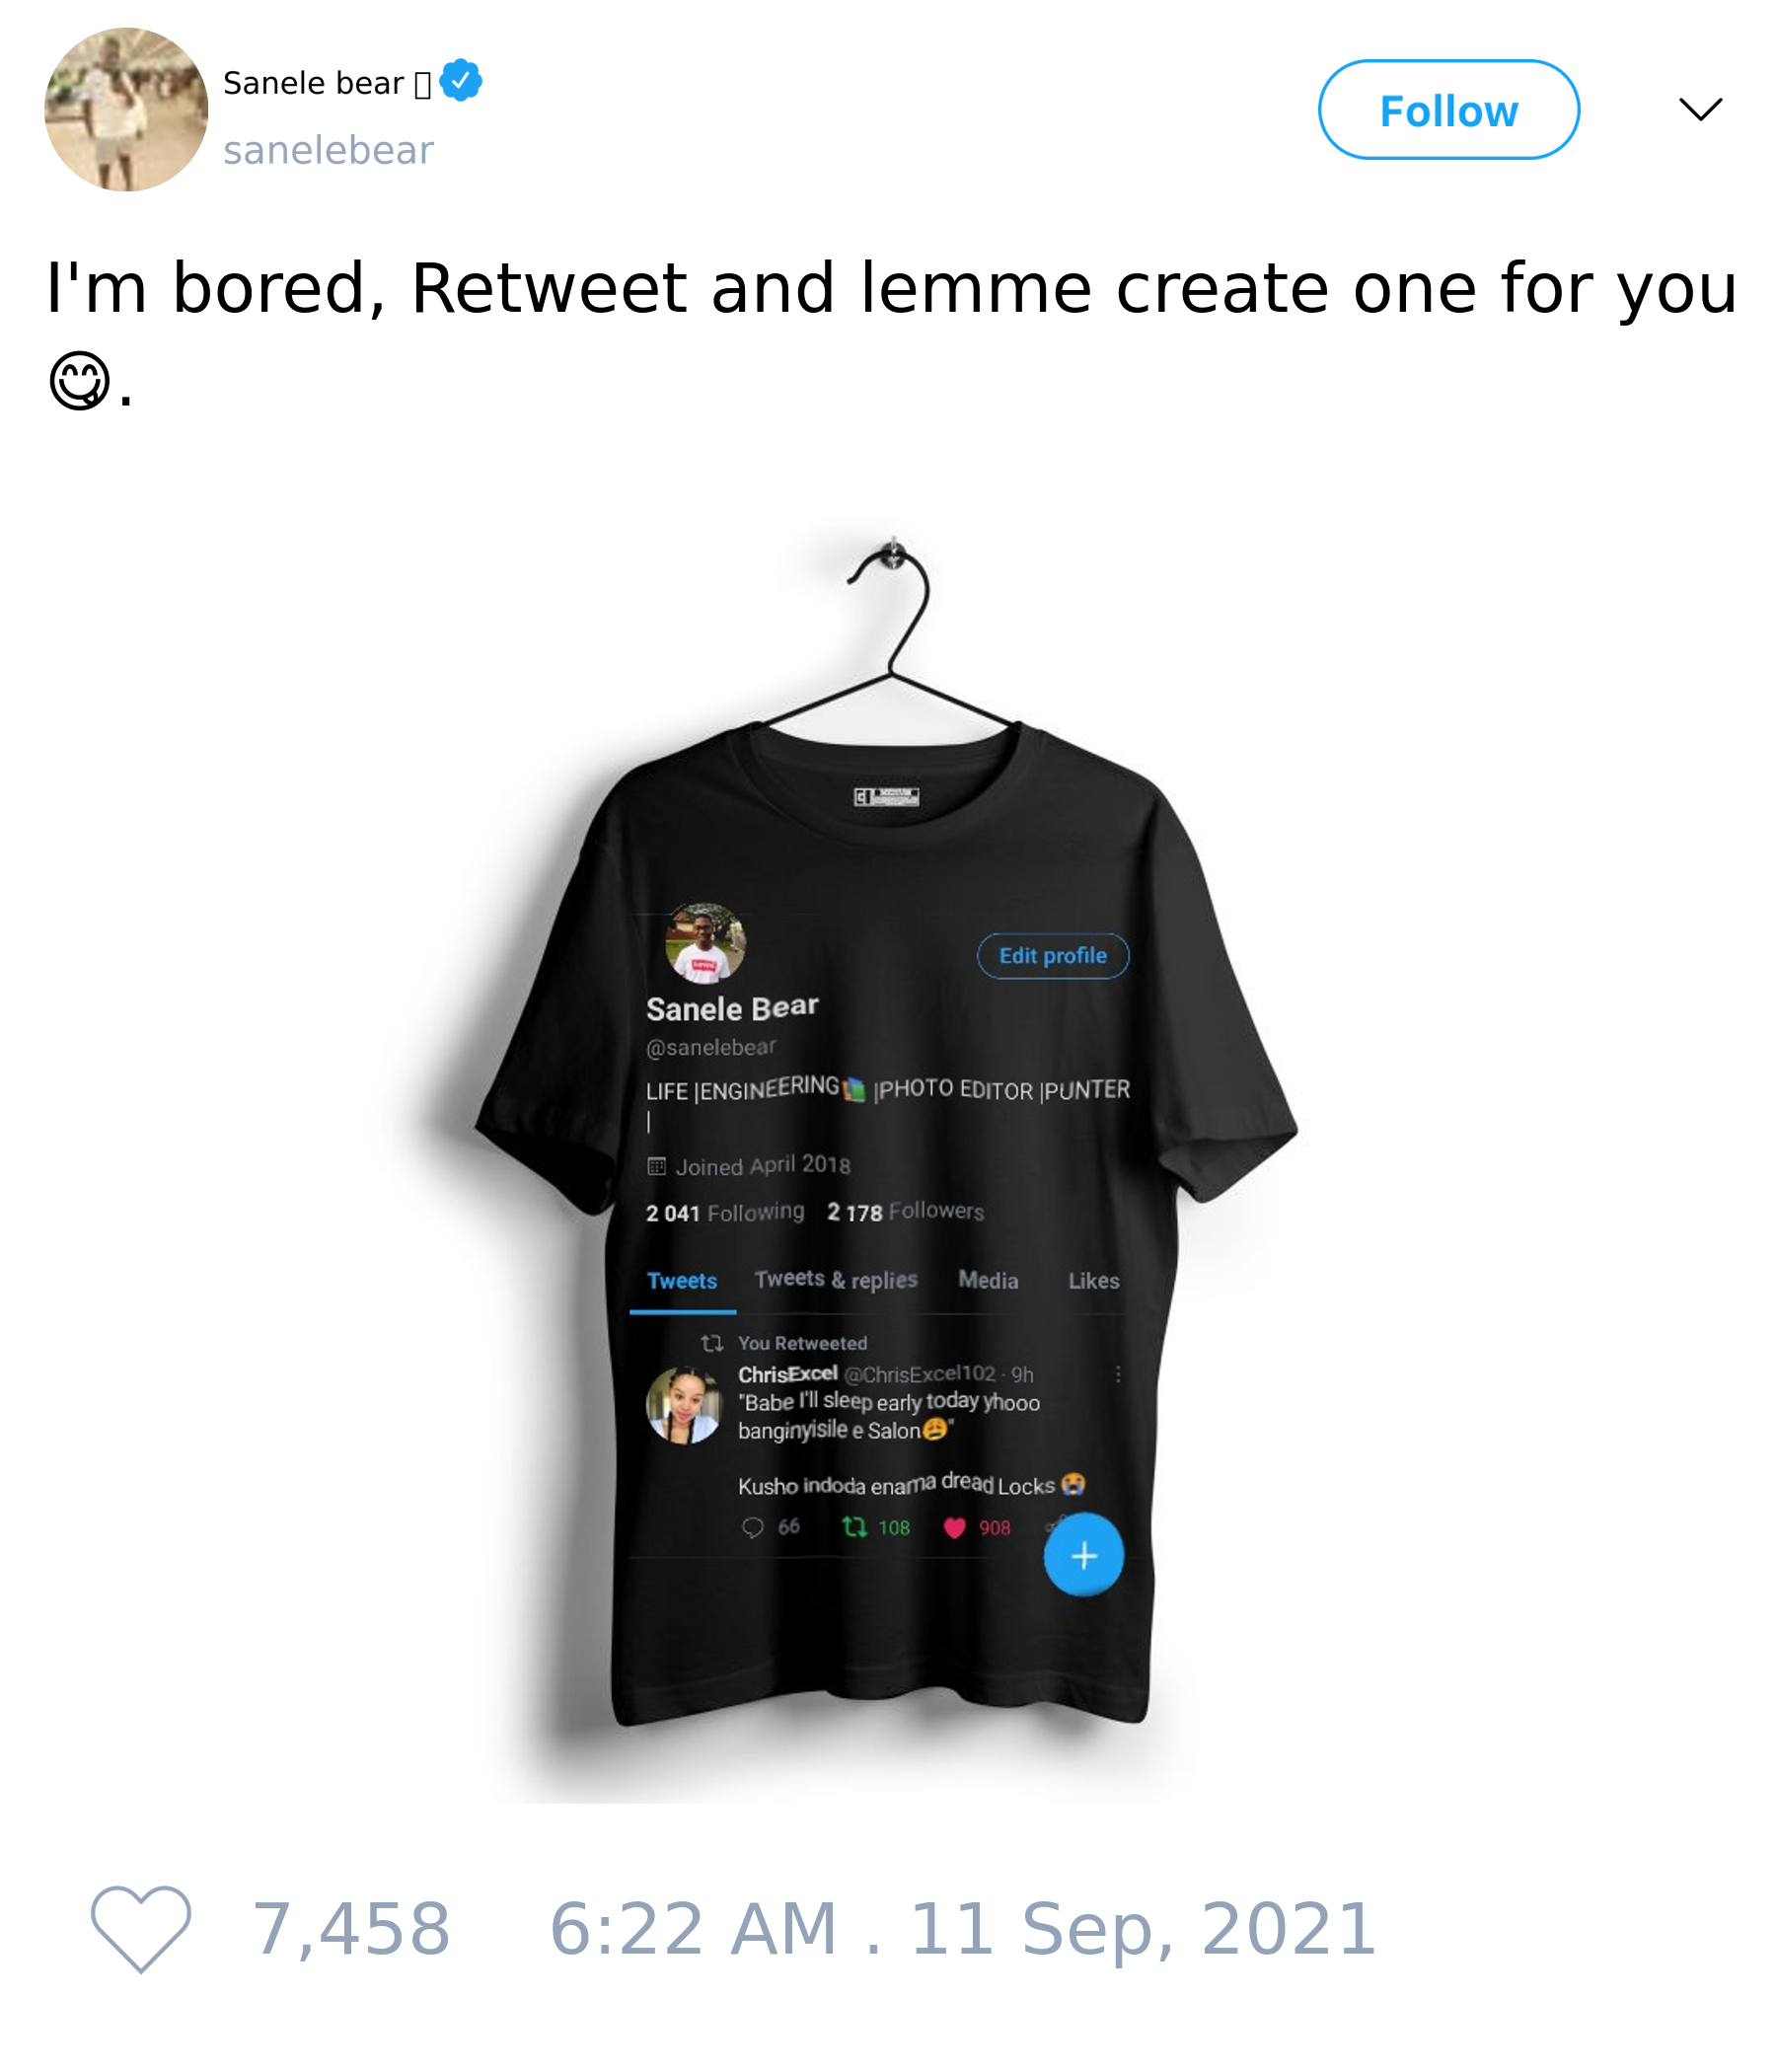 Sanele bear
sanelebear
Follow
I'm bored, Retweet and lemme create one for you
😋.
Edit profile
Sanele Bear
@sanelebear
LIFE |ENGINEERING📚 |PHOTO EDITOR |PUNTER
|
Joined April 2018
2 041 Following 2 178 Followers
Tweets Tweets & replies Media Likes
You Retweeted
ChrisExcel @ChrisExcel102 · 9h
"Babe I'll sleep early today yhooo
banginyisile e Salon😩"
Kusho indoda enama dread Locks 😭
66 108 908
7,458 6:22 AM . 11 Sep, 2021